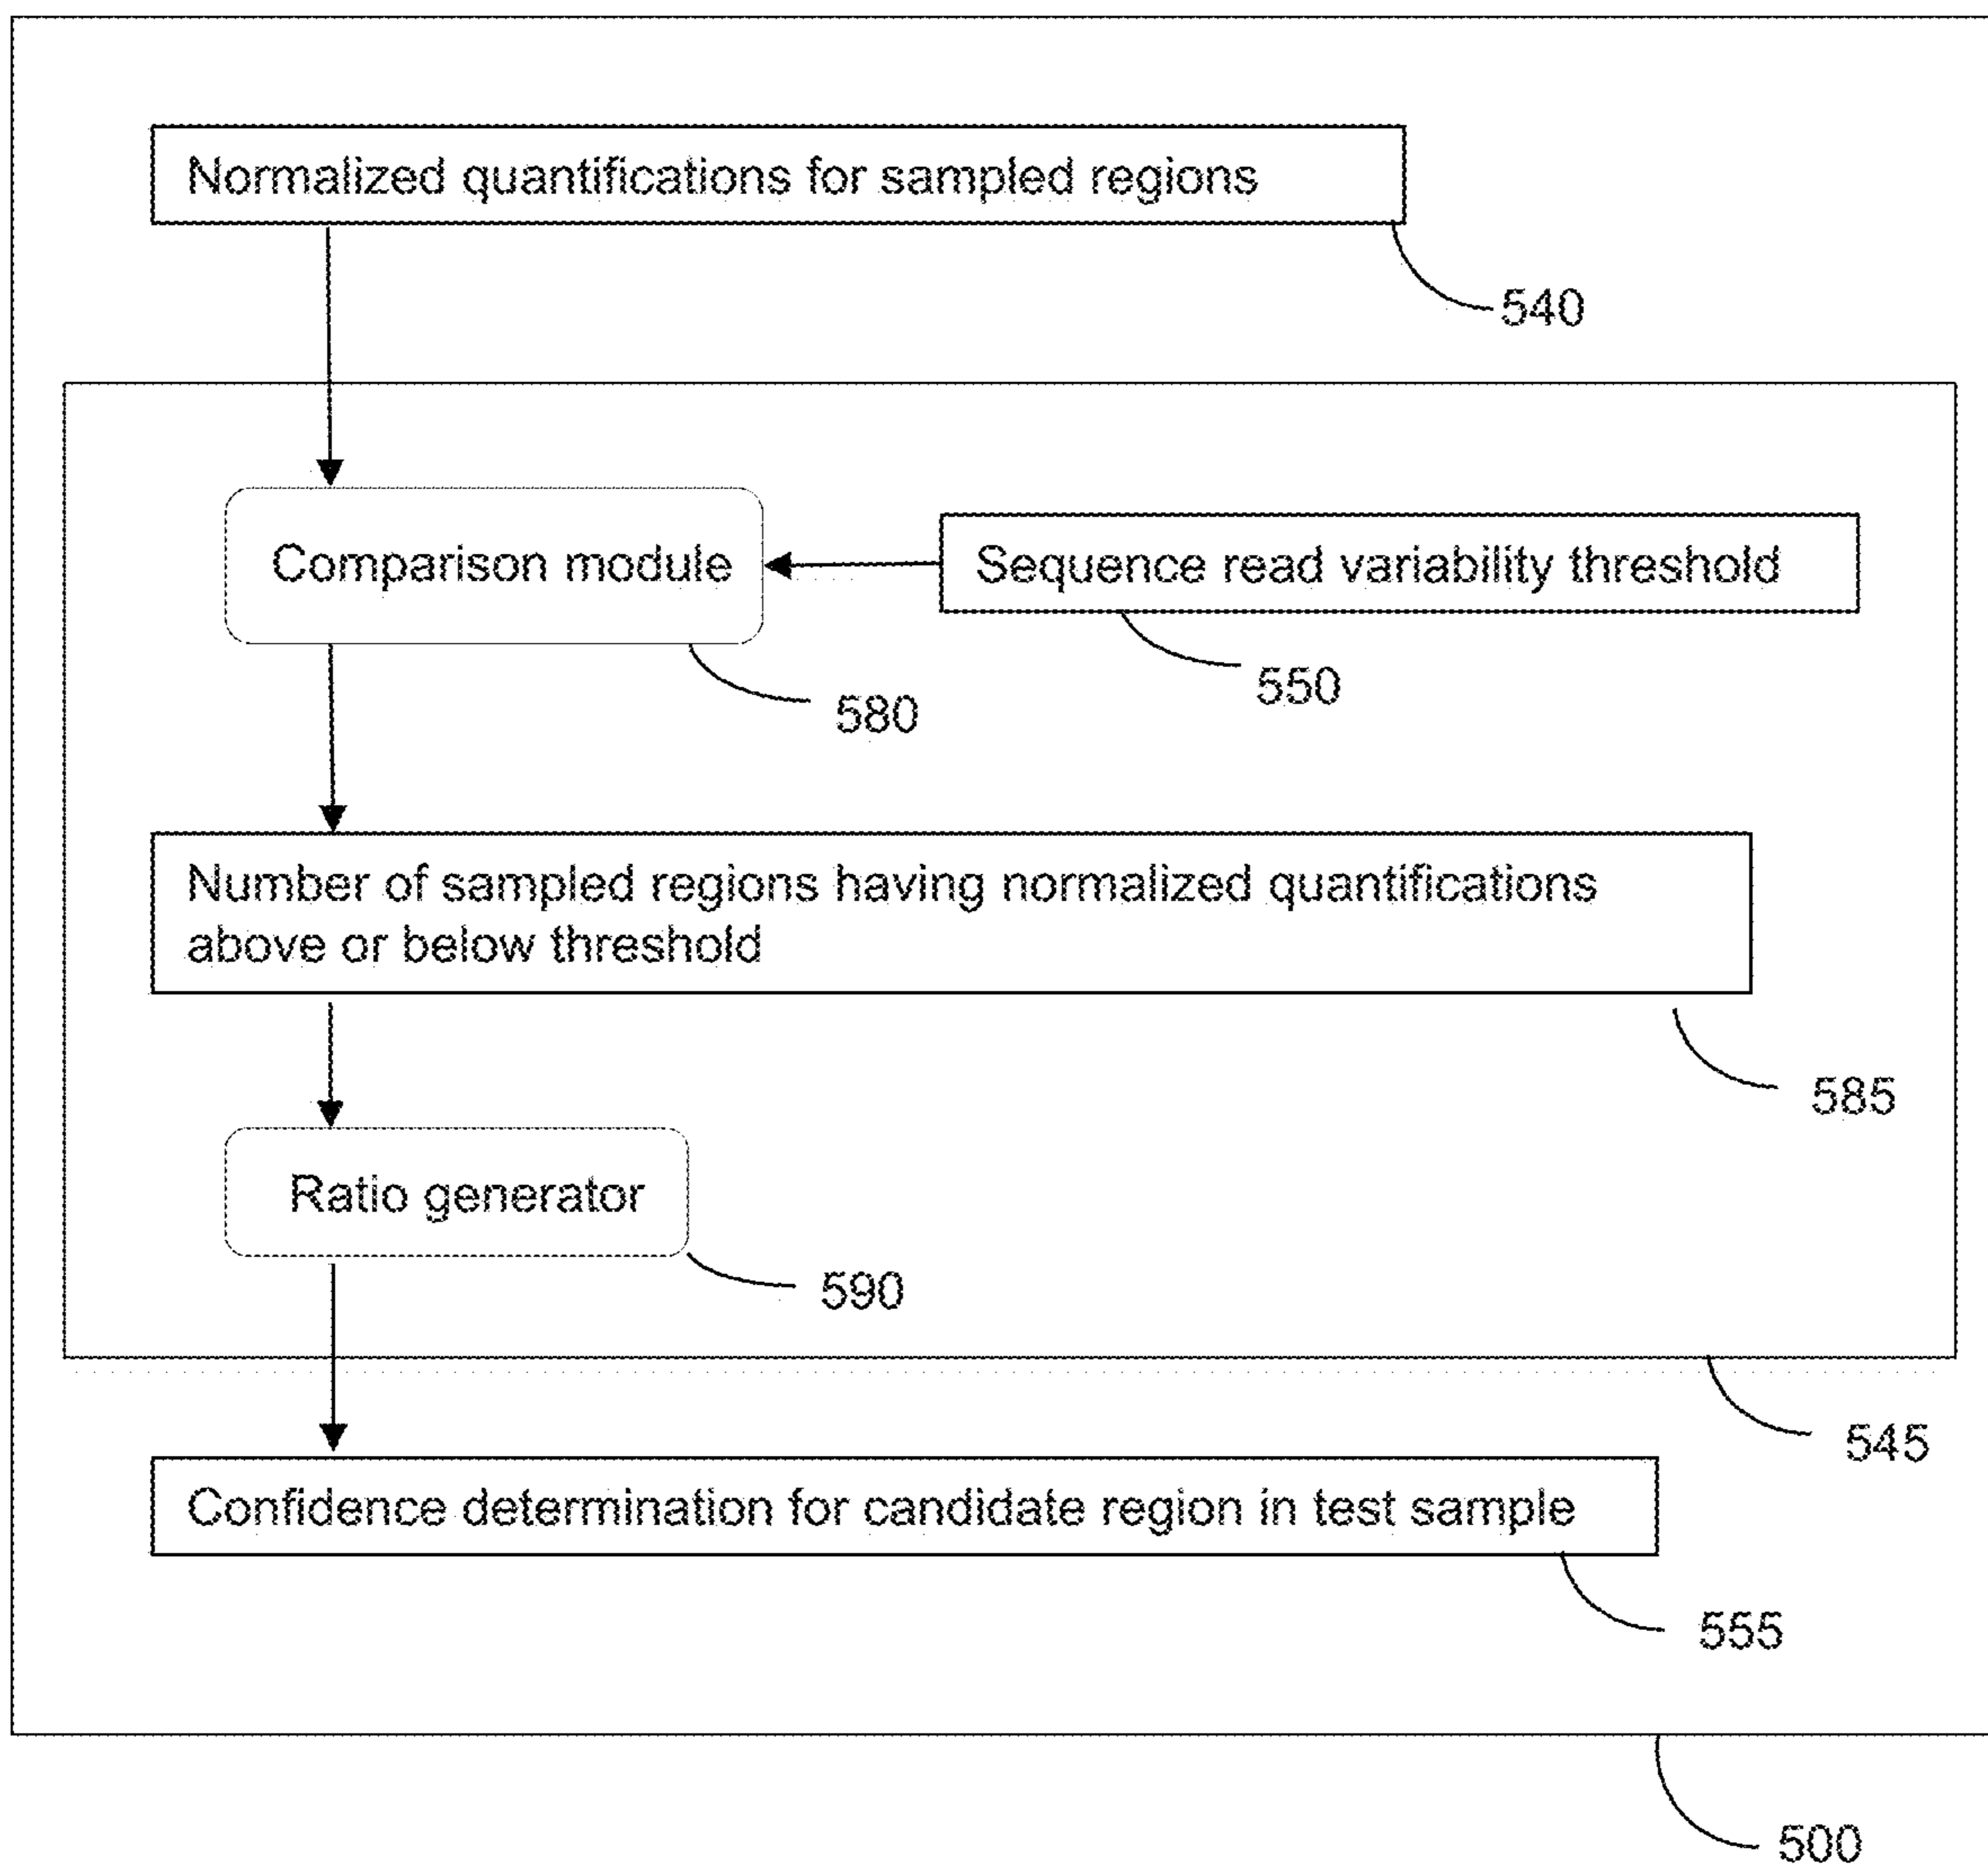 Normalized quantifications for sampled regions
540
Comparison module
Sequence read variability threshold
550
580
Number of sampled regions having normalized quantifications
above or below threshold
585
Ratio generator
590
545
Confidence determination for candidate region in test sample
555
500